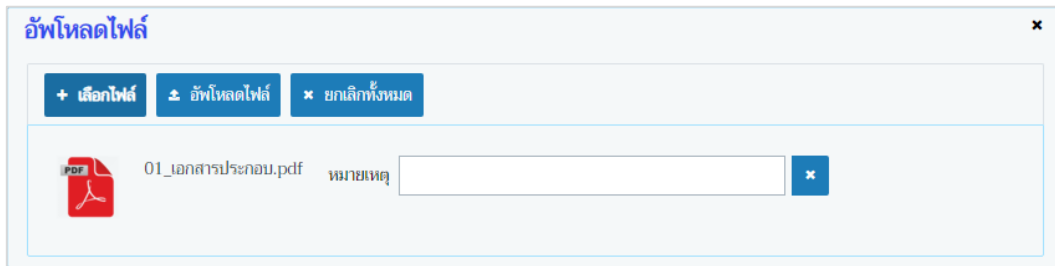 อัพโหลดไฟล์
+ เลือกไฟล์ อัพโหลดไฟล์ × ยกเลิกทั้งหมด
PDF 01_เอกสารประกอบ.pdf หมายเหตุ